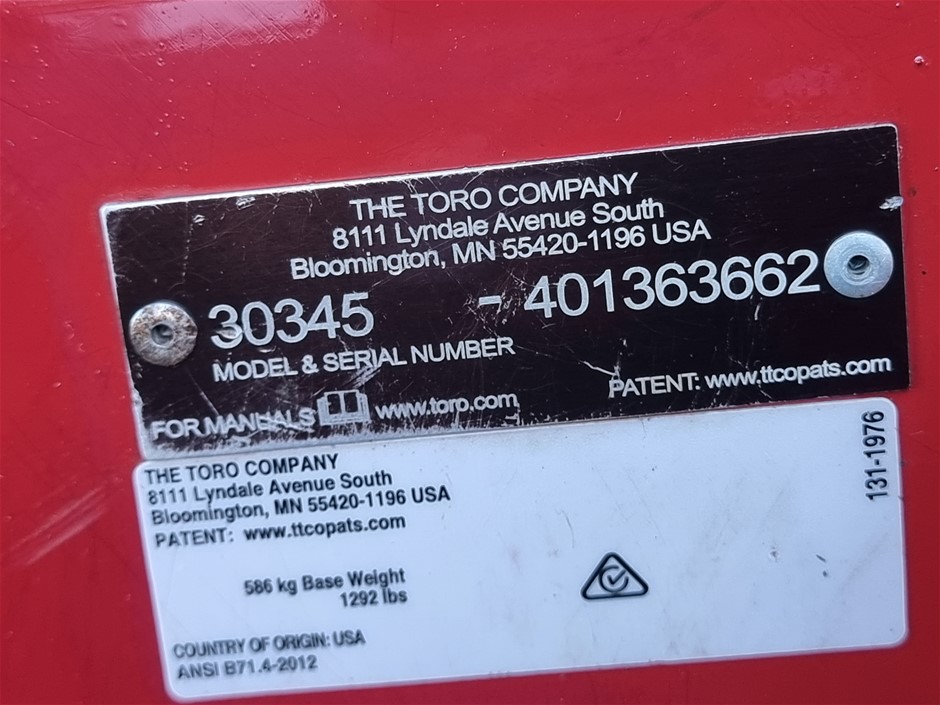 THE TORO COMPANY
8111 Lyndale Avenue South
Bloomington, MN 55420-1196 USA
30345 - 401363662
MODEL & SERIAL NUMBER
PATENT: www.ttcopats.com
FOR MANUALS www.toro.com
THE TORO COMPANY
8111 Lyndale Avenue South
Bloomington, MN 55420-1196 USA
PATENT: www.ttcopats.com
131-1976
586 kg Base Weight
1292 lbs
COUNTRY OF ORIGIN: USA
ANSI B71.4-2012